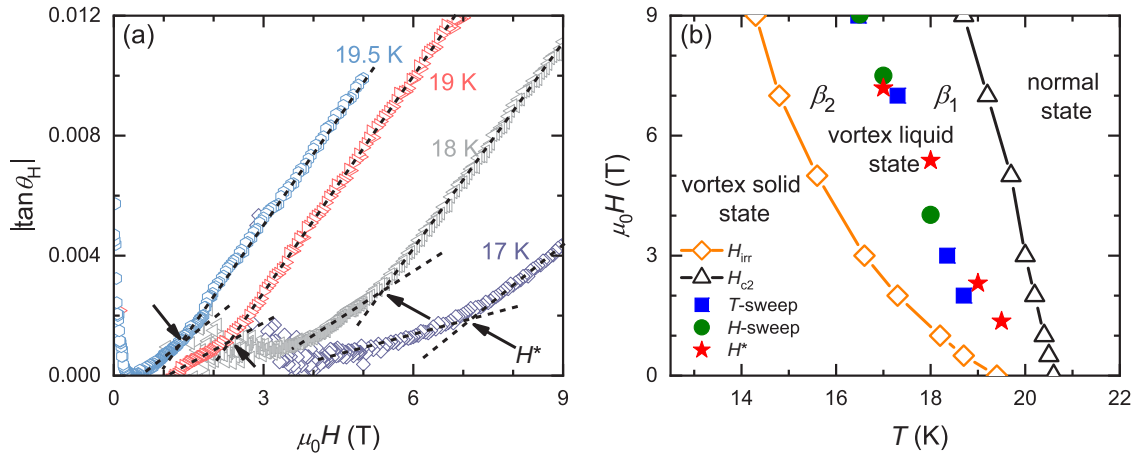 (a)
19.5 K
19 K
18 K
17 K
H*
|tan θH|
0.012
0.008
0.004
0.000
0 3 6 9
μ0H (T)
(b)
β2 β1
normal
state
vortex liquid
state
vortex solid
state
Hirr
Hc2
T-sweep
H-sweep
H*
μ0H (T)
9
6
3
0
14 16 18 20 22
T (K)